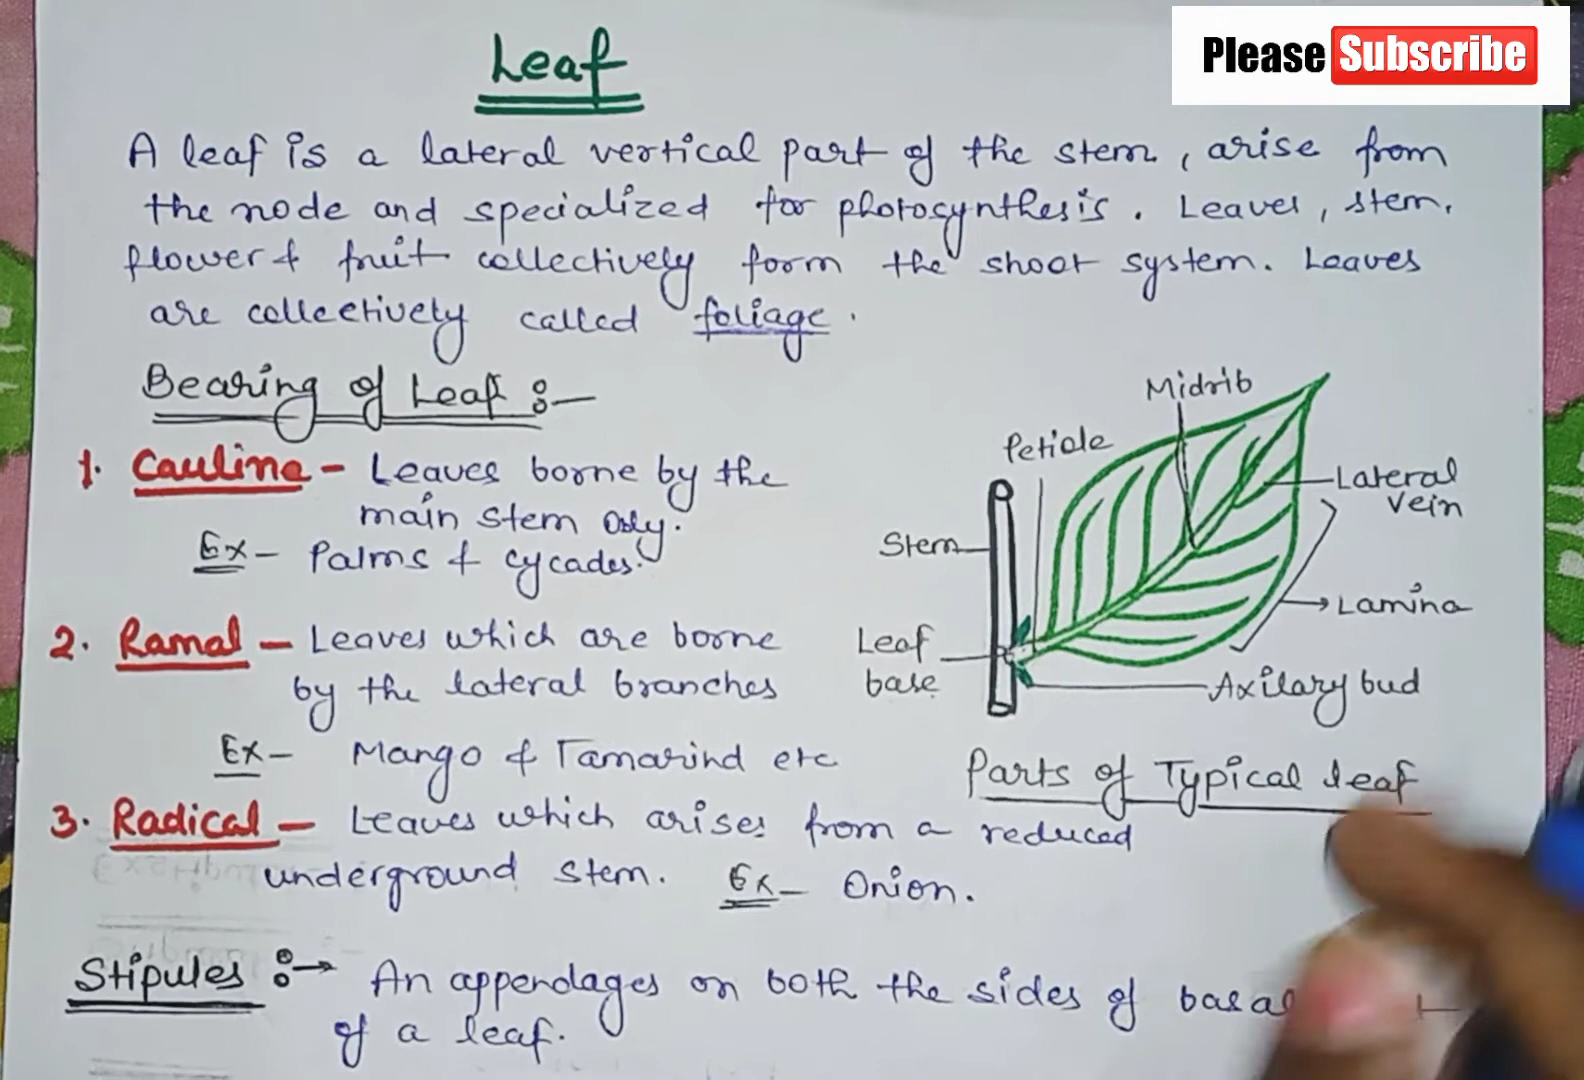 Please Subscribe
Leaf
A leaf is a lateral vertical part of the stem, arise from
the node and specialized for photosynthesis. Leaves, stem,
flower & fruit collectively form the shoot system. Leaves
are collectively called foliage.
Bearing of Leaf :-
1. Cauline - Leaves borne by the
main stem only.
Ex - Palms & cycades.
2. Ramal - Leaves which are borne
by the lateral branches
Ex - Mango & Tamarind etc
3. Radical - Leaves which arises from a reduced
underground stem. Ex - Onion.
Midrib
Petiole
Lateral
vein
Stem
Lamina
Leaf
base
Axilary bud
Parts of Typical leaf
Stipules :→ An appendages on both the sides of basal
of a leaf.